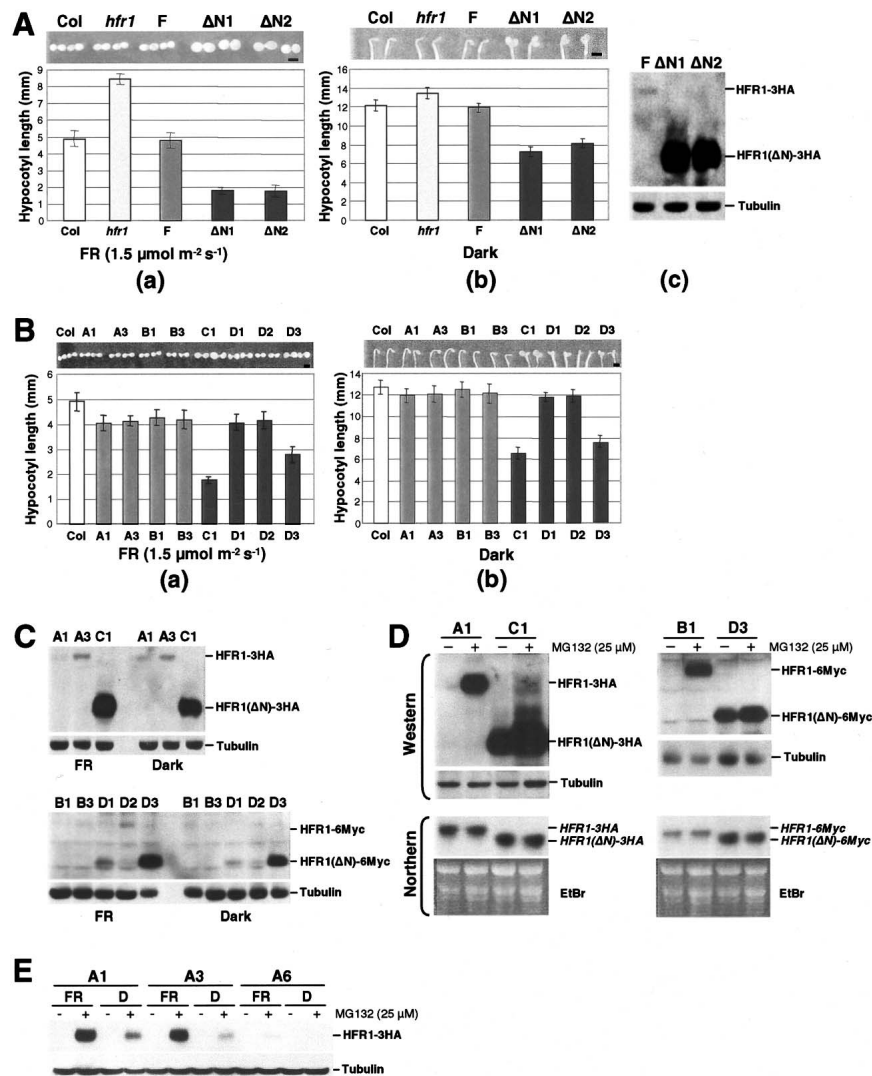 A
Col hfr1 F ΔN1 ΔN2
Hypocotyl length (mm)
9
8
7
6
5
4
3
2
1
0
Col hfr1 F ΔN1 ΔN2
FR (1.5 µmol m-2 s-1)
(a)
Col hfr1 F ΔN1 ΔN2
Hypocotyl length (mm)
16
14
12
10
8
6
4
2
0
Col hfr1 F ΔN1 ΔN2
Dark
(b)
F ΔN1 ΔN2
HFR1-3HA
HFR1(ΔN)-3HA
Tubulin
(c)
B
Col A1 A3 B1 B3 C1 D1 D2 D3
Hypocotyl length (mm)
6
5
4
3
2
1
0
Col A1 A3 B1 B3 C1 D1 D2 D3
FR (1.5 µmol m-2 s-1)
(a)
Col A1 A3 B1 B3 C1 D1 D2 D3
Hypocotyl length (mm)
14
12
10
8
6
4
2
0
Col A1 A3 B1 B3 C1 D1 D2 D3
Dark
(b)
C
A1 A3 C1 A1 A3 C1
HFR1-3HA
HFR1(ΔN)-3HA
Tubulin
FR Dark
B1 B3 D1 D2 D3 B1 B3 D1 D2 D3
HFR1-6Myc
HFR1(ΔN)-6Myc
Tubulin
FR Dark
D
A1 C1
- + - + MG132 (25 µM)
Western
HFR1-3HA
HFR1(ΔN)-3HA
Tubulin
Northern
HFR1-3HA
HFR1(ΔN)-3HA
EtBr
B1 D3
- + - + MG132 (25 µM)
HFR1-6Myc
HFR1(ΔN)-6Myc
Tubulin
HFR1-6Myc
HFR1(ΔN)-6Myc
EtBr
E
A1 A3 A6
FR D FR D FR D
- + - + - + - + - + - + MG132 (25 µM)
HFR1-3HA
Tubulin